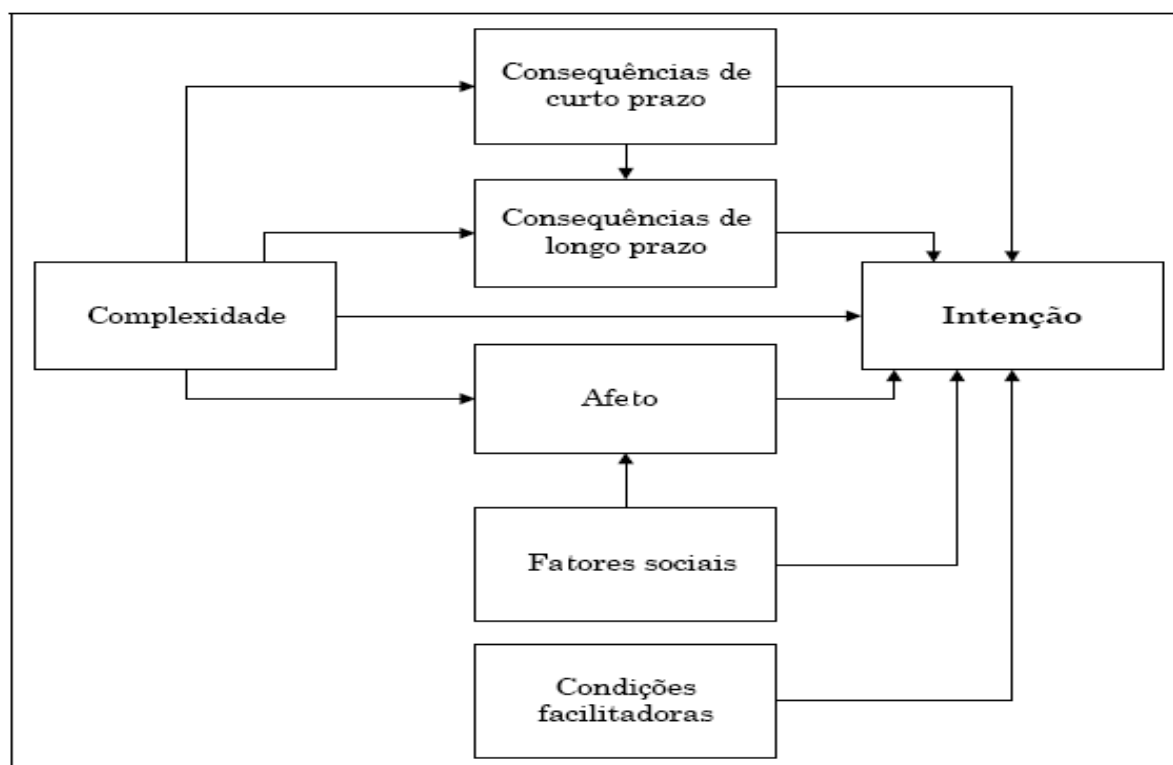 Consequências de
curto prazo
Consequências de
longo prazo
Complexidade
Intenção
Afeto
Fatores sociais
Condições
facilitadoras